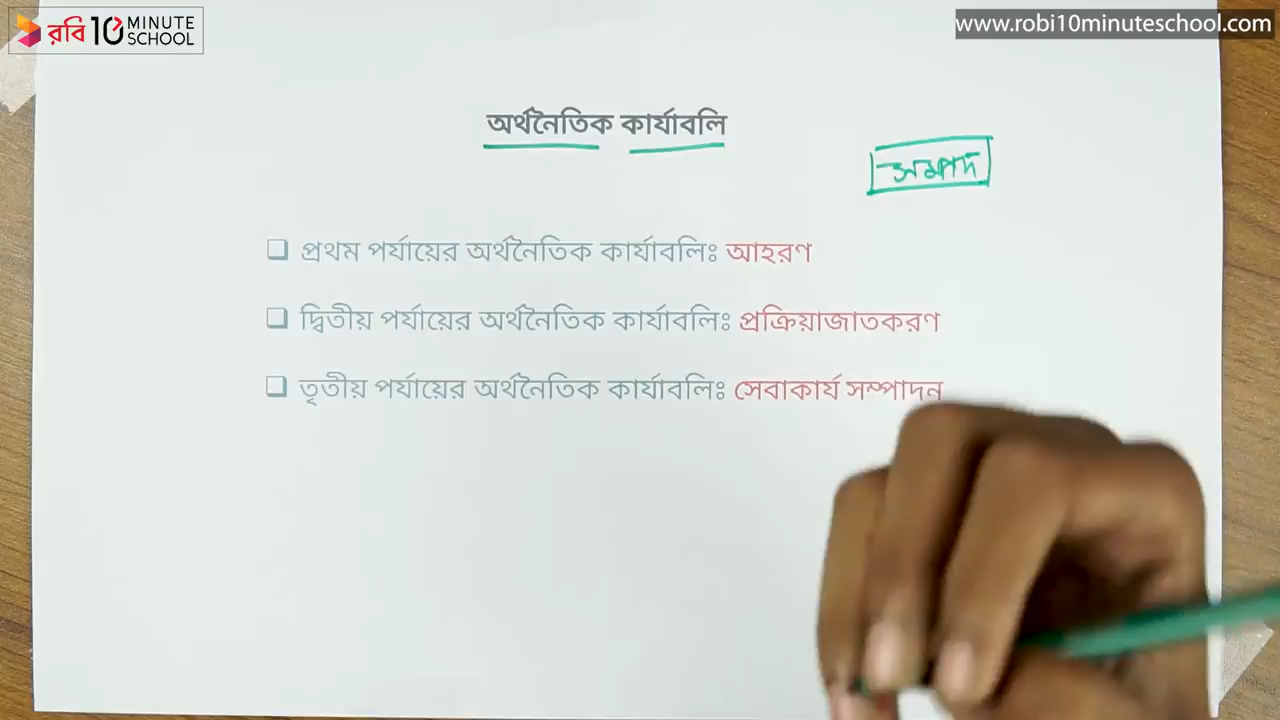 রবি 10 MINUTE SCHOOL
www.robi10minuteschool.com
অর্থনৈতিক কার্যাবলি
সম্পদ
❑ প্রথম পর্যায়ের অর্থনৈতিক কার্যাবলিঃ আহরণ
❑ দ্বিতীয় পর্যায়ের অর্থনৈতিক কার্যাবলিঃ প্রক্রিয়াজাতকরণ
❑ তৃতীয় পর্যায়ের অর্থনৈতিক কার্যাবলিঃ সেবাকার্য সম্পাদন